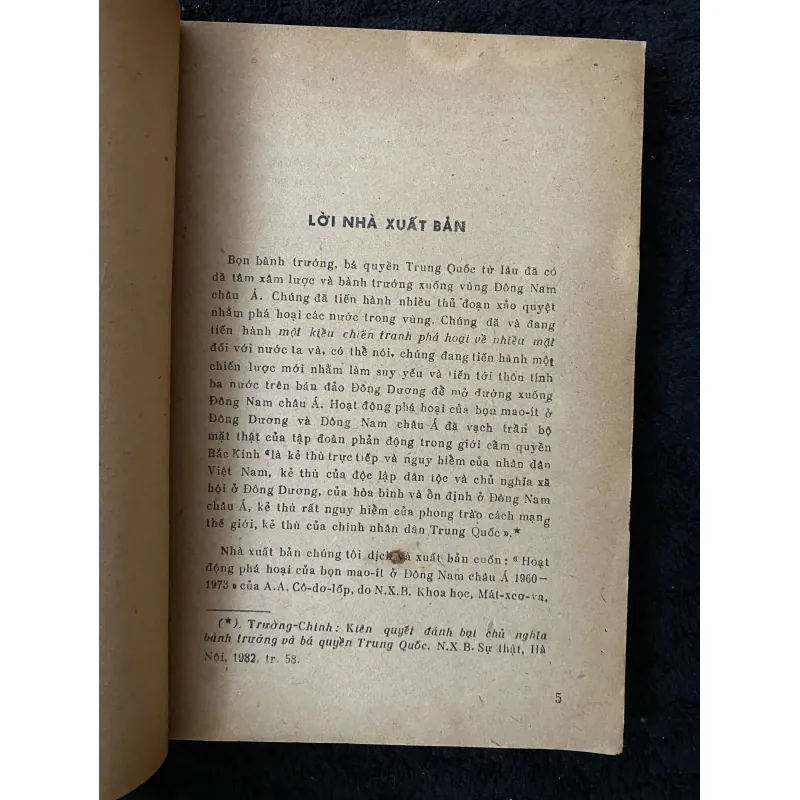 LỜI NHÀ XUẤT BẢN
Bọn bành trướng, bá quyền Trung Quốc từ lâu đã có
dã tâm xâm lược và bành trướng xuống vùng Đông Nam
châu Á. Chúng đã tiến hành nhiều thủ đoạn xảo quyệt
nhằm phá hoại các nước trong vùng. Chúng đã và đang
tiến hành một kiểu chiến tranh phá hoại về nhiều mặt
đối với nước ta và, có thể nói, chúng đang tiến hành một
chiến lược mới nhằm làm suy yếu và tiến tới thôn tính
ba nước trên bán đảo Đông Dương để mở đường xuống
Đông Nam châu Á. Hoạt động phá hoại của bọn mao-ít ở
Đông Dương và Đông Nam châu Á đã vạch trần bộ
mặt thật của tập đoàn phản động trong giới cầm quyền
Bắc Kinh «là kẻ thù trực tiếp và nguy hiểm của nhân dân
Việt Nam, kẻ thù của độc lập dân tộc và chủ nghĩa xã
hội ở Đông Dương, của hòa bình và ổn định ở Đông Nam
châu Á, kẻ thù rất nguy hiểm của phong trào cách mạng
thế giới, kẻ thù của chính nhân dân Trung Quốc».*
Nhà xuất bản chúng tôi dịch và xuất bản cuốn: «Hoạt
động phá hoại của bọn mao-ít ở Đông Nam châu Á 1960—
1973» của A.A. Cô-dơ-lốp, do N.X.B. Khoa học, Mát-xcơ-va,
(*). Trường-Chinh: Kiên quyết đánh bại chủ nghĩa
bành trướng và bá quyền Trung Quốc. N.X.B. Sự thật, Hà
Nội, 1982, tr. 58.
5